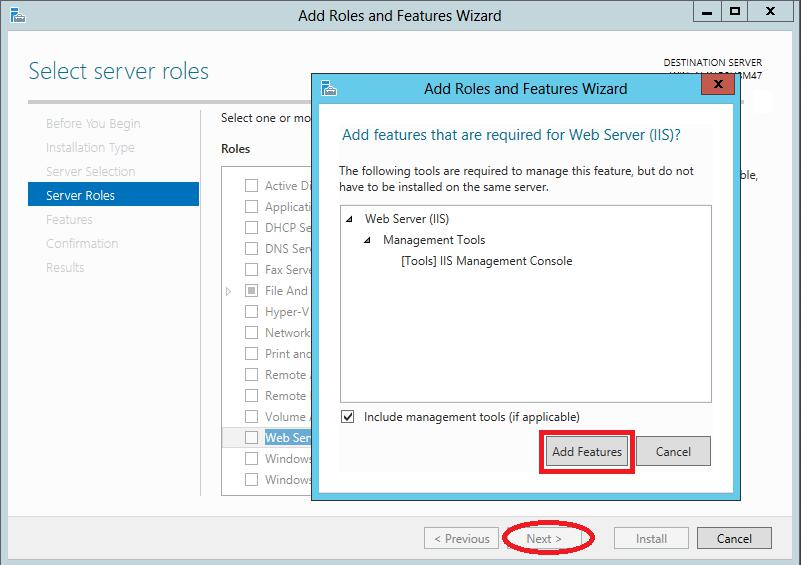 Add Roles and Features Wizard
Select server roles
DESTINATION SERVER
Before You Begin
Installation Type
Server Selection
Server Roles
Features
Confirmation
Results
Select one or mo
Roles
Active Di
Applicati
DHCP Se
DNS Serv
Fax Serve
File And
Hyper-V
Network
Print and
Remote
Remote
Volume
Web Ser
Windows
Windows
Add Roles and Features Wizard
Add features that are required for Web Server (IIS)?
The following tools are required to manage this feature, but do not
have to be installed on the same server.
Web Server (IIS)
Management Tools
[Tools] IIS Management Console
Include management tools (if applicable)
Add Features
Cancel
< Previous
Next >
Install
Cancel